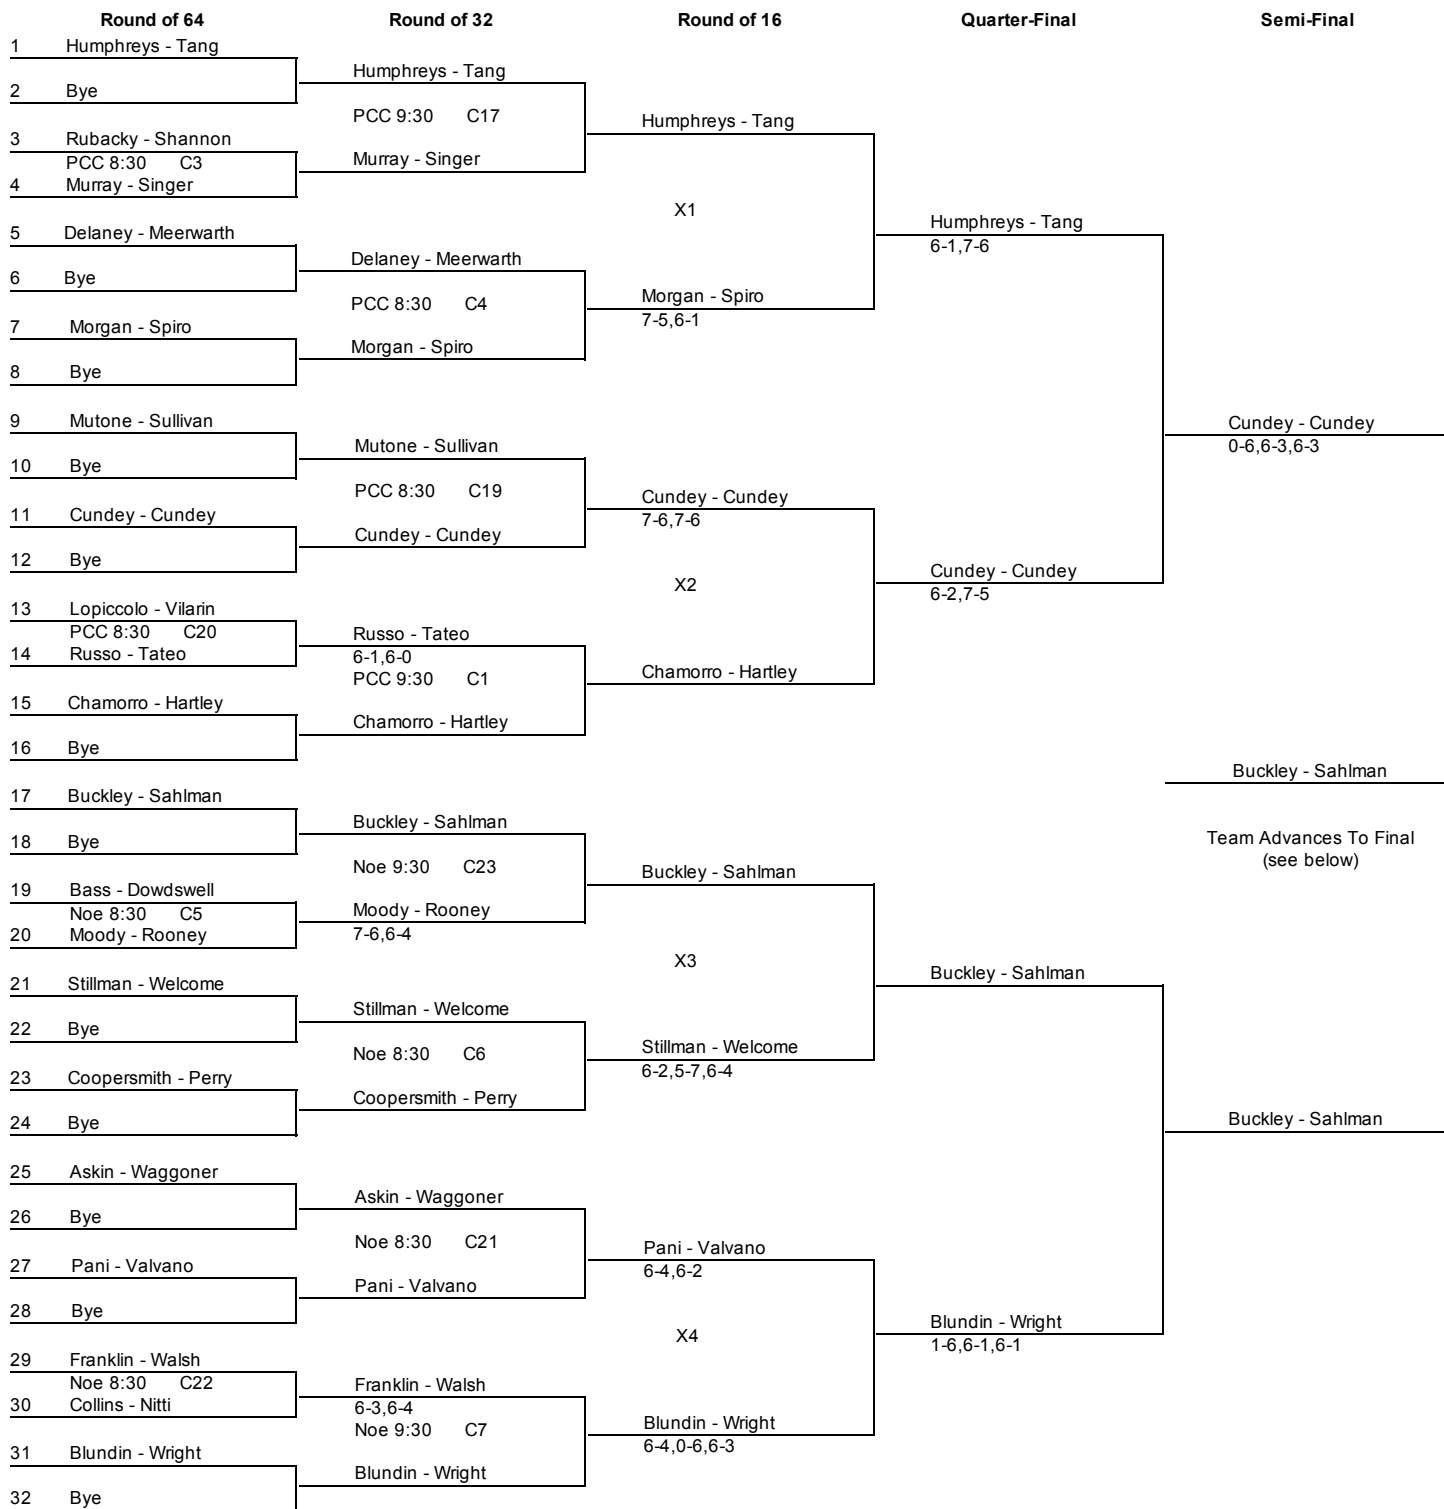 Round of 64 Round of 32 Round of 16 Quarter-Final Semi-Final
1 Humphreys - Tang
Humphreys - Tang
2 Bye
PCC 9:30 C17
Humphreys - Tang
3 Rubacky - Shannon
PCC 8:30 C3
Murray - Singer
4 Murray - Singer
X1
Humphreys - Tang
6-1,7-6
5 Delaney - Meerwarth
Delaney - Meerwarth
6 Bye
PCC 8:30 C4
Morgan - Spiro
7-5,6-1
7 Morgan - Spiro
Morgan - Spiro
8 Bye
9 Mutone - Sullivan
Cundey - Cundey
0-6,6-3,6-3
Mutone - Sullivan
10 Bye
PCC 8:30 C19
Cundey - Cundey
7-6,7-6
11 Cundey - Cundey
Cundey - Cundey
12 Bye
X2
Cundey - Cundey
6-2,7-5
13 Lopiccolo - Vilarin
PCC 8:30 C20
Russo - Tateo
14 Russo - Tateo
6-1,6-0
PCC 9:30 C1
Chamorro - Hartley
15 Chamorro - Hartley
Chamorro - Hartley
16 Bye
Buckley - Sahlman
17 Buckley - Sahlman
Buckley - Sahlman
18 Bye
Team Advances To Final
(see below)
Noe 9:30 C23
Buckley - Sahlman
19 Bass - Dowdswell
Noe 8:30 C5
Moody - Rooney
20 Moody - Rooney
7-6,6-4
X3
Buckley - Sahlman
21 Stillman - Welcome
Stillman - Welcome
22 Bye
Noe 8:30 C6
Stillman - Welcome
6-2,5-7,6-4
23 Coopersmith - Perry
Coopersmith - Perry
24 Bye
Buckley - Sahlman
25 Askin - Waggoner
Askin - Waggoner
26 Bye
Noe 8:30 C21
Pani - Valvano
6-4,6-2
27 Pani - Valvano
Pani - Valvano
28 Bye
X4
Blundin - Wright
1-6,6-1,6-1
29 Franklin - Walsh
Noe 8:30 C22
Franklin - Walsh
30 Collins - Nitti
6-3,6-4
Noe 9:30 C7
Blundin - Wright
6-4,0-6,6-3
31 Blundin - Wright
Blundin - Wright
32 Bye